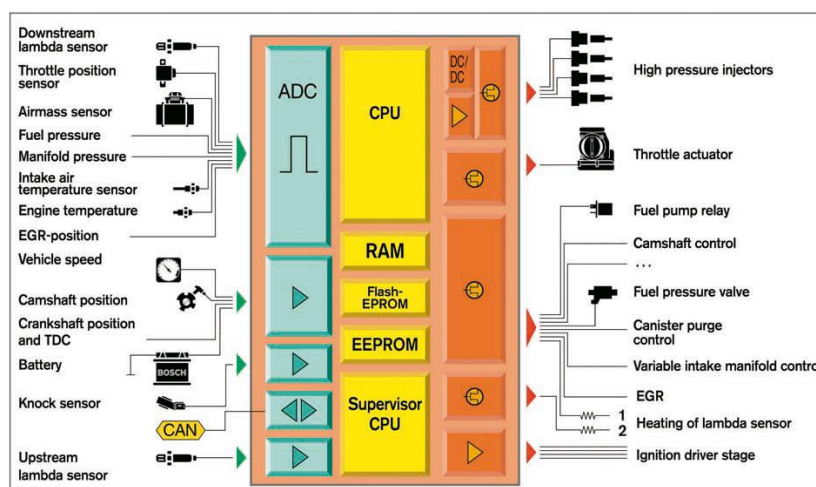 Downstream
lambda sensor
Throttle position
sensor
Airmass sensor
Fuel pressure
Manifold pressure
Intake air
temperature sensor
Engine temperature
EGR-position
Vehicle speed
Camshaft position
Crankshaft position
and TDC
Battery
BOSCH
Knock sensor
CAN
Upstream
lambda sensor
ADC
CPU
RAM
Flash-
EPROM
EEPROM
Supervisor
CPU
DC/
DC
High pressure injectors
Throttle actuator
Fuel pump relay
Camshaft control
...
Fuel pressure valve
Canister purge
control
Variable intake manifold control
EGR
1
2
Heating of lambda sensor
Ignition driver stage